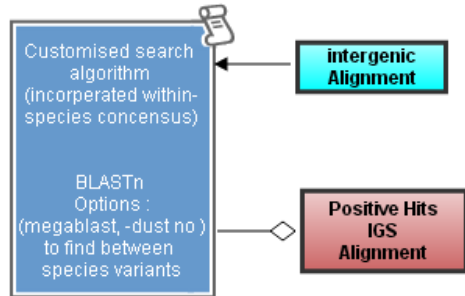 Customised search
algorithm
(incorperated within-
species concensus)
BLASTn
Options :
(megablast, -dust no )
to find between
species variants
intergenic
Alignment
Positive Hits
IGS
Alignment